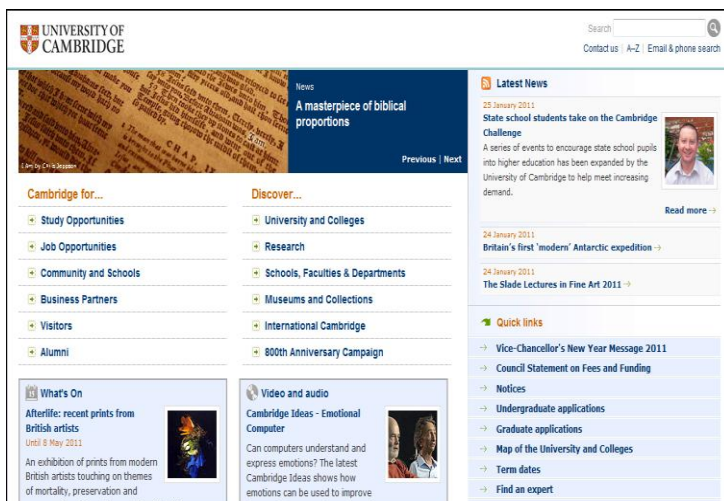 UNIVERSITY OF
CAMBRIDGE
Search
Contact us | A–Z | Email & phone search
News
A masterpiece of biblical
proportions
Previous | Next
Cambridge for...
Study Opportunities
Job Opportunities
Community and Schools
Business Partners
Visitors
Alumni
Discover...
University and Colleges
Research
Schools, Faculties & Departments
Museums and Collections
International Cambridge
800th Anniversary Campaign
What's On
Afterlife: recent prints from
British artists
Until 8 May 2011
An exhibition of prints from modern
British artists touching on themes
of mortality, preservation and
Video and audio
Cambridge Ideas - Emotional
Computer
Can computers understand and
express emotions? The latest
Cambridge Ideas shows how
emotions can be used to improve
Latest News
25 January 2011
State school students take on the Cambridge
Challenge
A series of events to encourage state school pupils
into higher education has been expanded by the
University of Cambridge to help meet increasing
demand.
Read more
24 January 2011
Britain's first 'modern' Antarctic expedition
24 January 2011
The Slade Lectures in Fine Art 2011
Quick links
Vice-Chancellor's New Year Message 2011
Council Statement on Fees and Funding
Notices
Undergraduate applications
Graduate applications
Map of the University and Colleges
Term dates
Find an expert